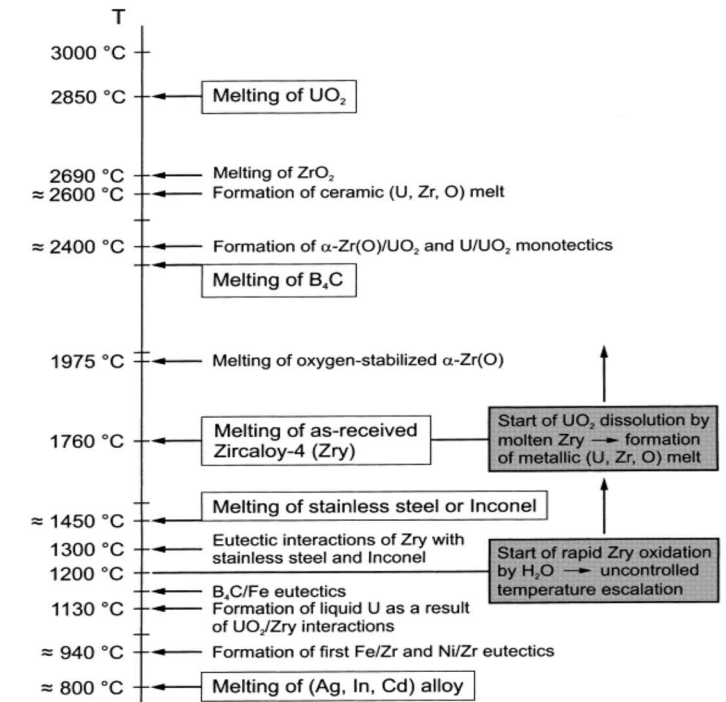 T
3000 °C
2850 °C
Melting of UO₂
2690 °C
Melting of ZrO₂
≈ 2600 °C
Formation of ceramic (U, Zr, O) melt
≈ 2400 °C
Formation of α-Zr(O)/UO₂ and U/UO₂ monotectics
Melting of B₄C
1975 °C
Melting of oxygen-stabilized α-Zr(O)
1760 °C
Melting of as-received
Zircaloy-4 (Zry)
Start of UO₂ dissolution by
molten Zry → formation
of metallic (U, Zr, O) melt
Melting of stainless steel or Inconel
≈ 1450 °C
1300 °C
Eutectic interactions of Zry with
stainless steel and Inconel
1200 °C
Start of rapid Zry oxidation
by H₂O → uncontrolled
temperature escalation
B₄C/Fe eutectics
1130 °C
Formation of liquid U as a result
of UO₂/Zry interactions
≈ 940 °C
Formation of first Fe/Zr and Ni/Zr eutectics
≈ 800 °C
Melting of (Ag, In, Cd) alloy